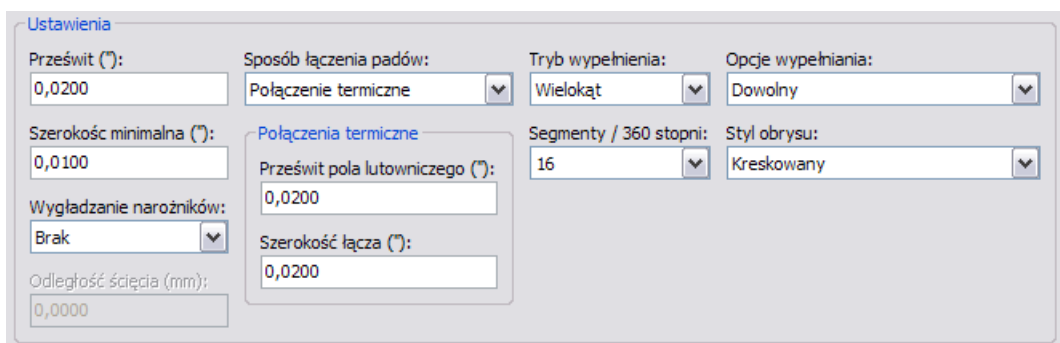 Ustawienia
Prześwit ("):
0,0200
Szerokośc minimalna ("):
0,0100
Wygładzanie narożników:
Brak
Odległość ścięcia (mm):
0,0000
Sposób łączenia padów:
Połączenie termiczne
Połączenia termiczne
Prześwit pola lutowniczego ("):
0,0200
Szerokość łącza ("):
0,0200
Tryb wypełnienia:
Wielokąt
Segmenty / 360 stopni:
16
Opcje wypełniania:
Dowolny
Styl obrysu:
Kreskowany